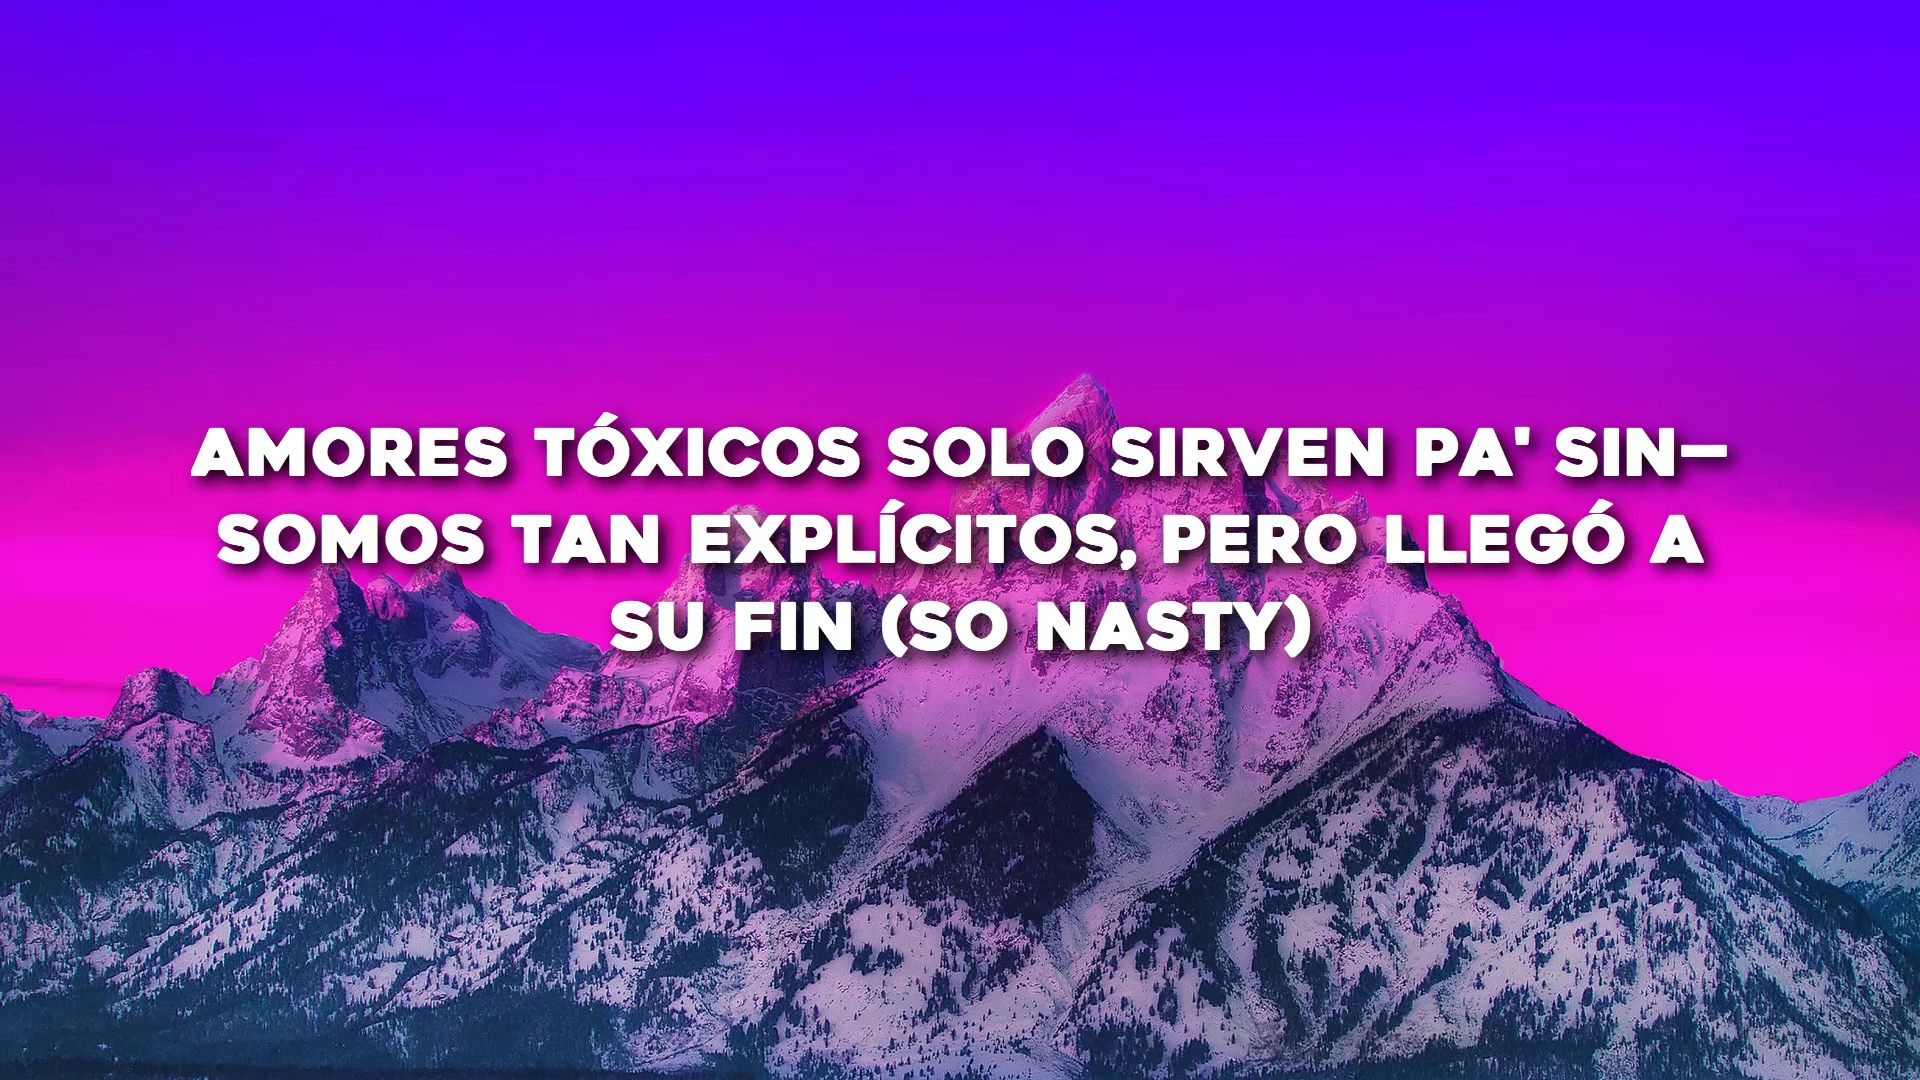 AMORES TÓXICOS SOLO SIRVEN PA' SIN—
SOMOS TAN EXPLÍCITOS, PERO LLEGÓ A
SU FIN (SO NASTY)